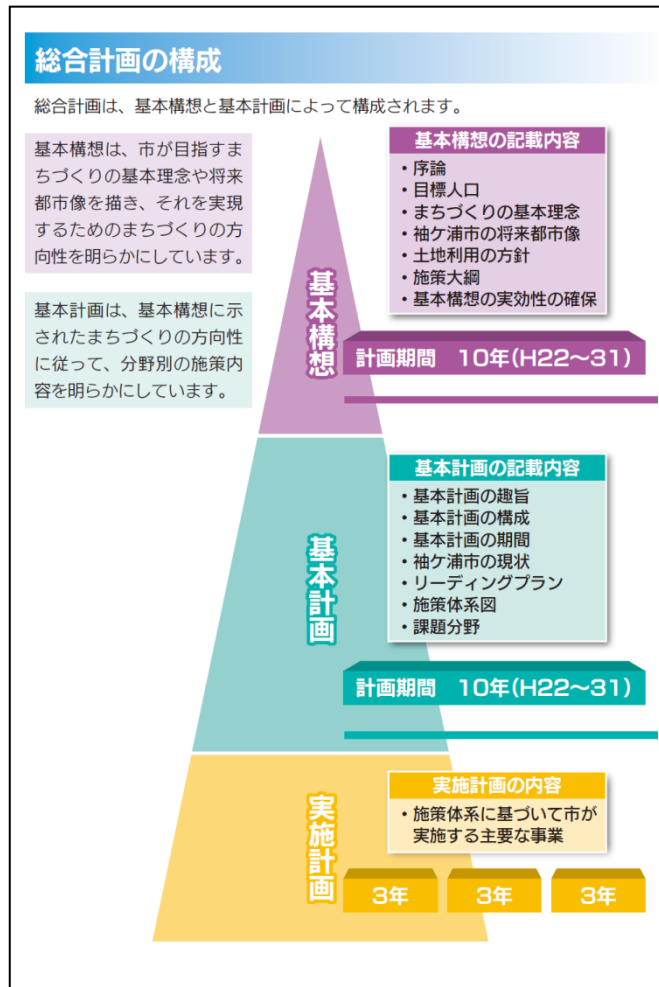 総合計画の構成
総合計画は、基本構想と基本計画によって構成されます。
基本構想は、市が目指すま
ちづくりの基本理念や将来
都市像を描き、それを実現
するためのまちづくりの方
向性を明らかにしています。
基本計画は、基本構想に示
されたまちづくりの方向性
に従って、分野別の施策内
容を明らかにしています。
基本構想
基本構想の記載内容
・序論
・目標人口
・まちづくりの基本理念
・袖ケ浦市の将来都市像
・土地利用の方針
・施策大綱
・基本構想の実効性の確保
計画期間 10年(H22～31)
基本計画
基本計画の記載内容
・基本計画の趣旨
・基本計画の構成
・基本計画の期間
・袖ケ浦市の現状
・リーディングプラン
・施策体系図
・課題分野
計画期間 10年(H22～31)
実施計画
実施計画の内容
・施策体系に基づいて市が
実施する主要な事業
3年 3年 3年